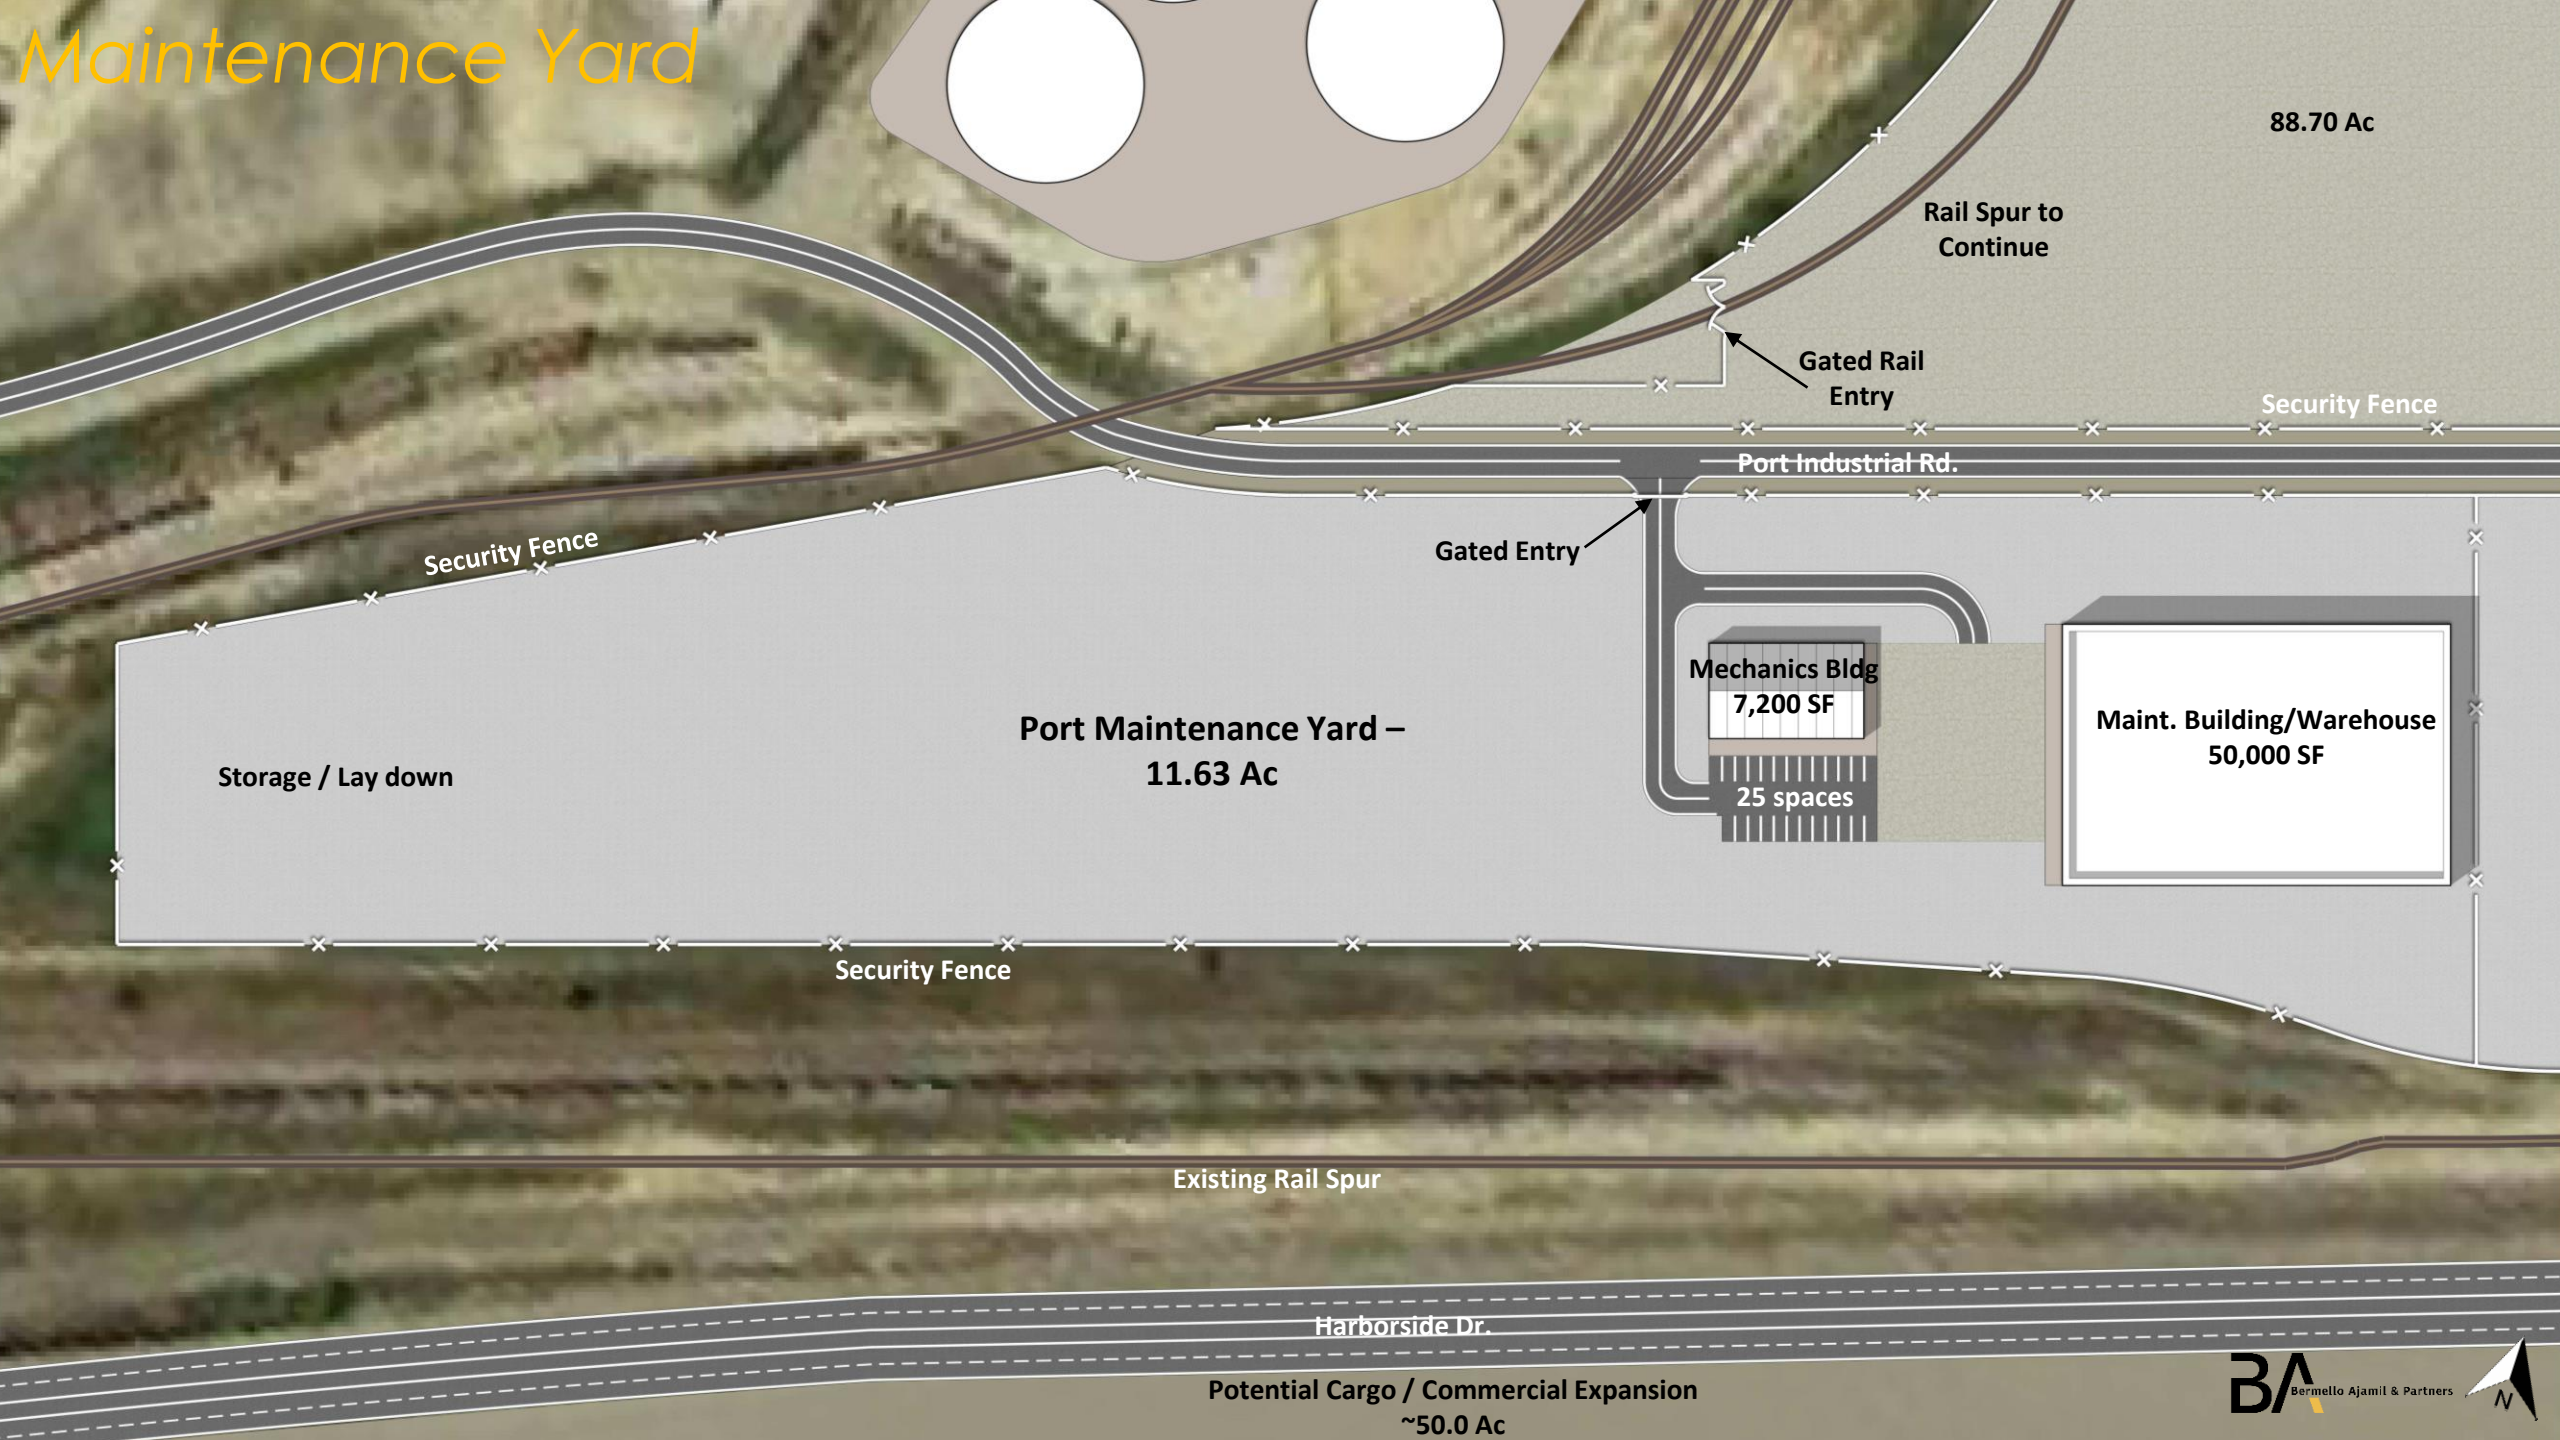 Maintenance Yard
88.70 Ac
Rail Spur to
Continue
Gated Rail
Entry
Security Fence
Port Industrial Rd.
Security Fence
Gated Entry
Mechanics Bldg
7,200 SF
Maint. Building/Warehouse
50,000 SF
Port Maintenance Yard –
11.63 Ac
Storage / Lay down
25 spaces
Security Fence
Existing Rail Spur
Harborside Dr.
Potential Cargo / Commercial Expansion
~50.0 Ac
BA
Bermello Ajamil & Partners
N